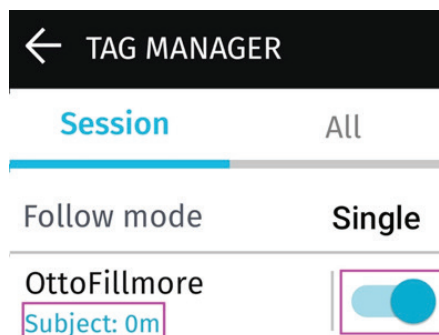 TAG MANAGER
Session All
Follow mode Single
OttoFillmore
Subject: 0m